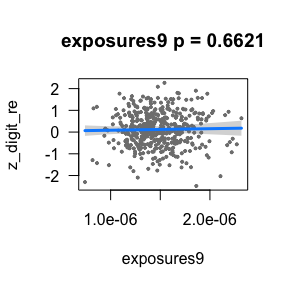 exposures9 p = 0.6621
z_digit_re
2
1
0
-1
-2
1.0e-06
2.0e-06
exposures9